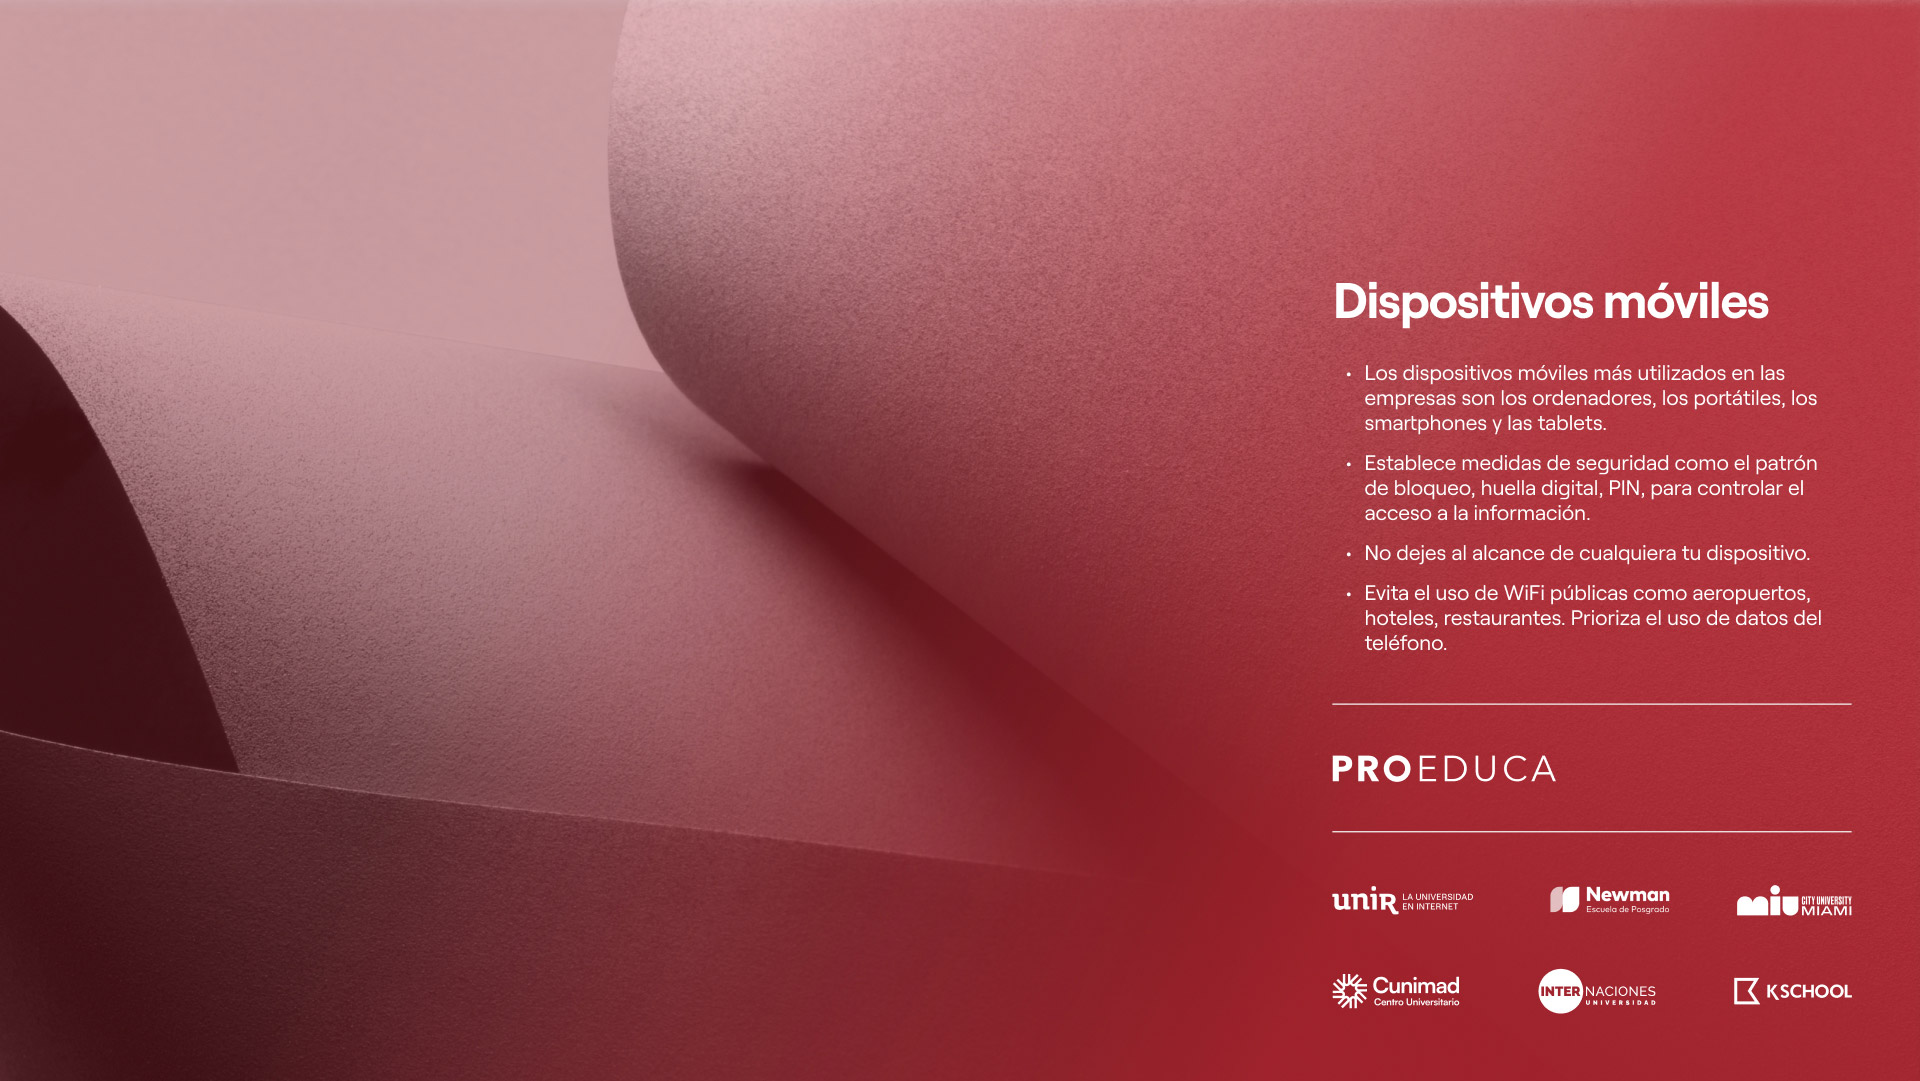 Dispositivos móviles
• Los dispositivos móviles más utilizados en las
empresas son los ordenadores, los portátiles, los
smartphones y las tablets.
• Establece medidas de seguridad como el patrón
de bloqueo, huella digital, PIN, para controlar el
acceso a la información.
• No dejes al alcance de cualquiera tu dispositivo.
• Evita el uso de WiFi públicas como aeropuertos,
hoteles, restaurantes. Prioriza el uso de datos del
teléfono.
PROEDUCA
unir LA UNIVERSIDAD
EN INTERNET
Newman
Escuela de Posgrado
miu CITY UNIVERSITY
MIAMI
Cunimad
Centro Universitario
INTERNACIONES
UNIVERSIDAD
KSCHOOL